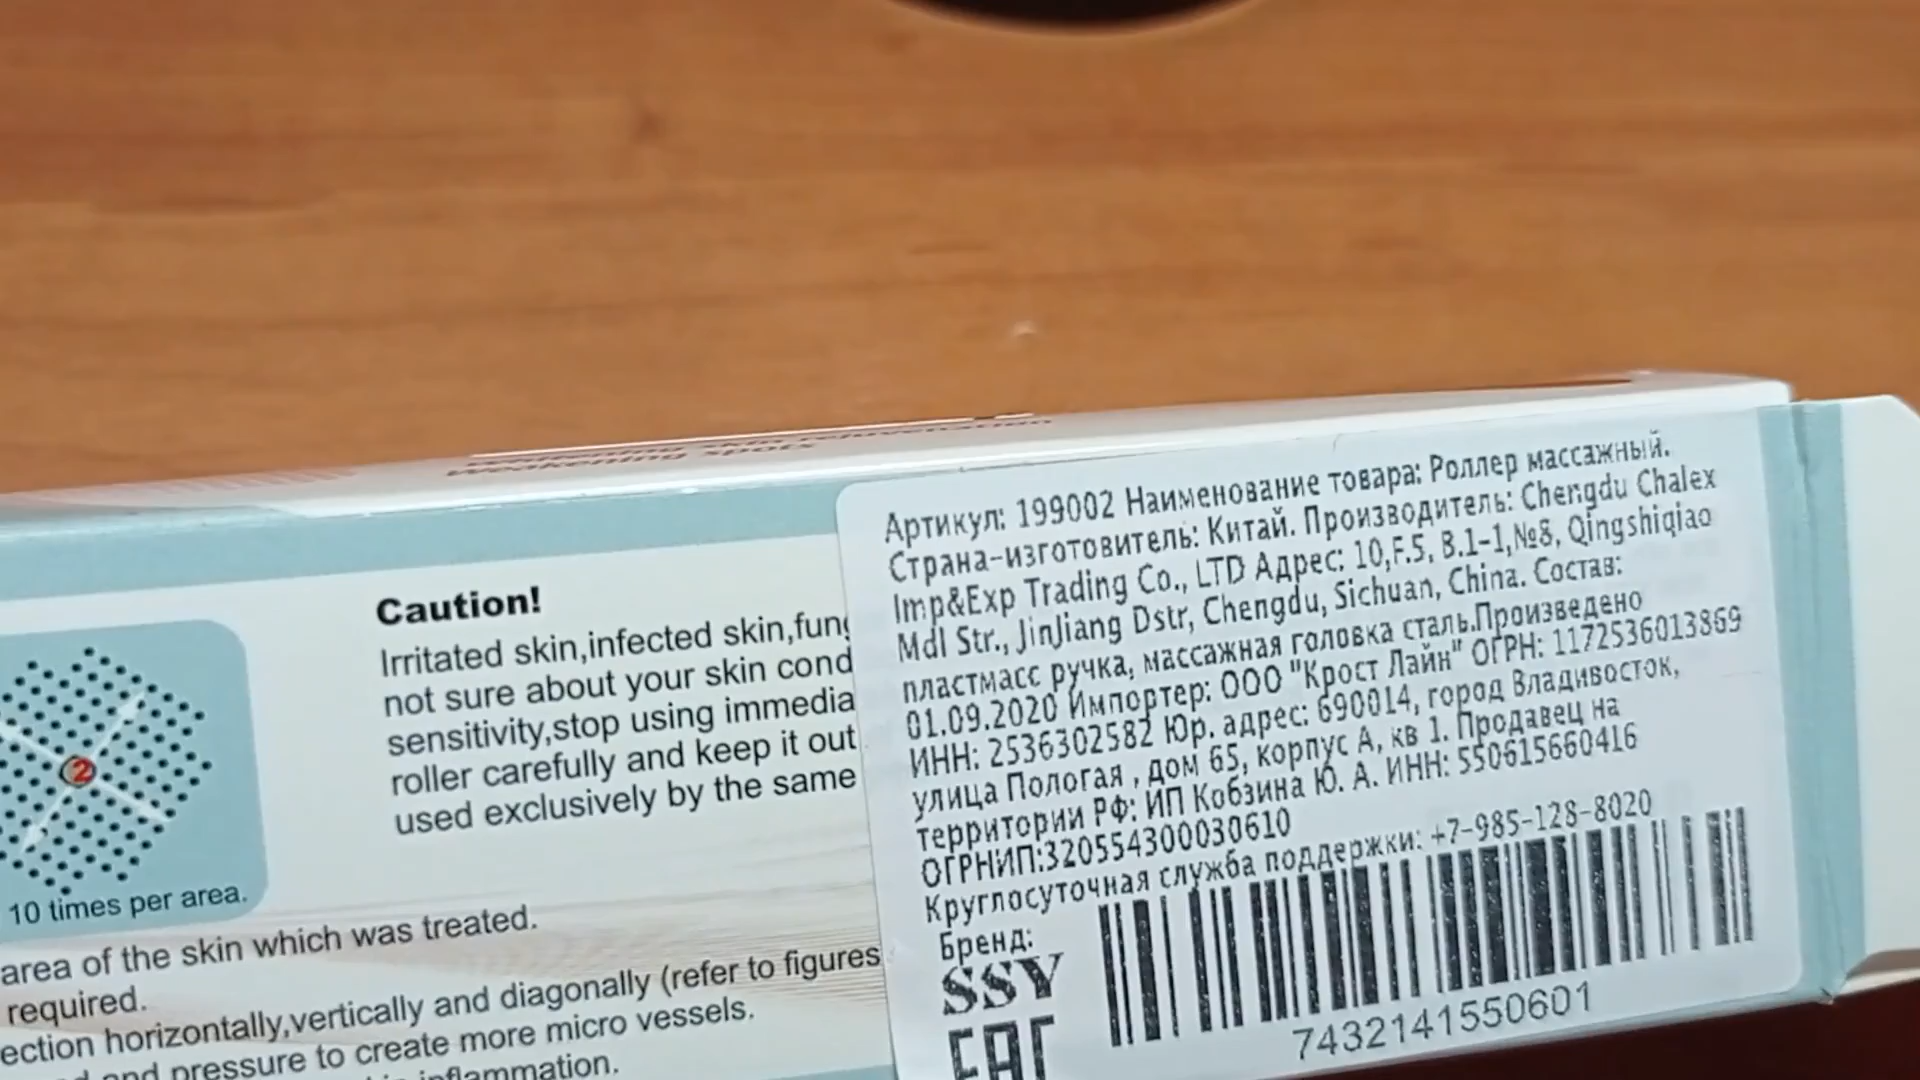 Weakening spots
Caution!
Irritated skin,infected skin,fung
not sure about your skin cond
sensitivity,stop using immedia
roller carefully and keep it out
used exclusively by the same
2
10 times per area.
area of the skin which was treated.
required.
ection horizontally,vertically and diagonally (refer to figures
and pressure to create more micro vessels.
inflammation.
Артикул: 199002 Наименование товара: Роллер массажный.
Страна-изготовитель: Китай. Производитель: Chengdu Chalex
Imp&Exp Trading Co., LTD Адрес: 10,F.5, B.1-1,№8, Qingshiqiao
Mdl Str., JinJiang Dstr, Chengdu, Sichuan, China. Состав:
пластмасс ручка, массажная головка сталь.Произведено
01.09.2020 Импортер: ООО "Крост Лайн" ОГРН: 1172536013869
ИНН: 2536302582 Юр. адрес: 690014, город Владивосток,
улица Пологая , дом 65, корпус А, кв 1. Продавец на
территории РФ: ИП Кобзина Ю. А. ИНН: 550615660416
ОГРНИП:320554300030610
Круглосуточная служба поддержки: +7-985-128-8020
Бренд:
SSY
EAC
7432141550601